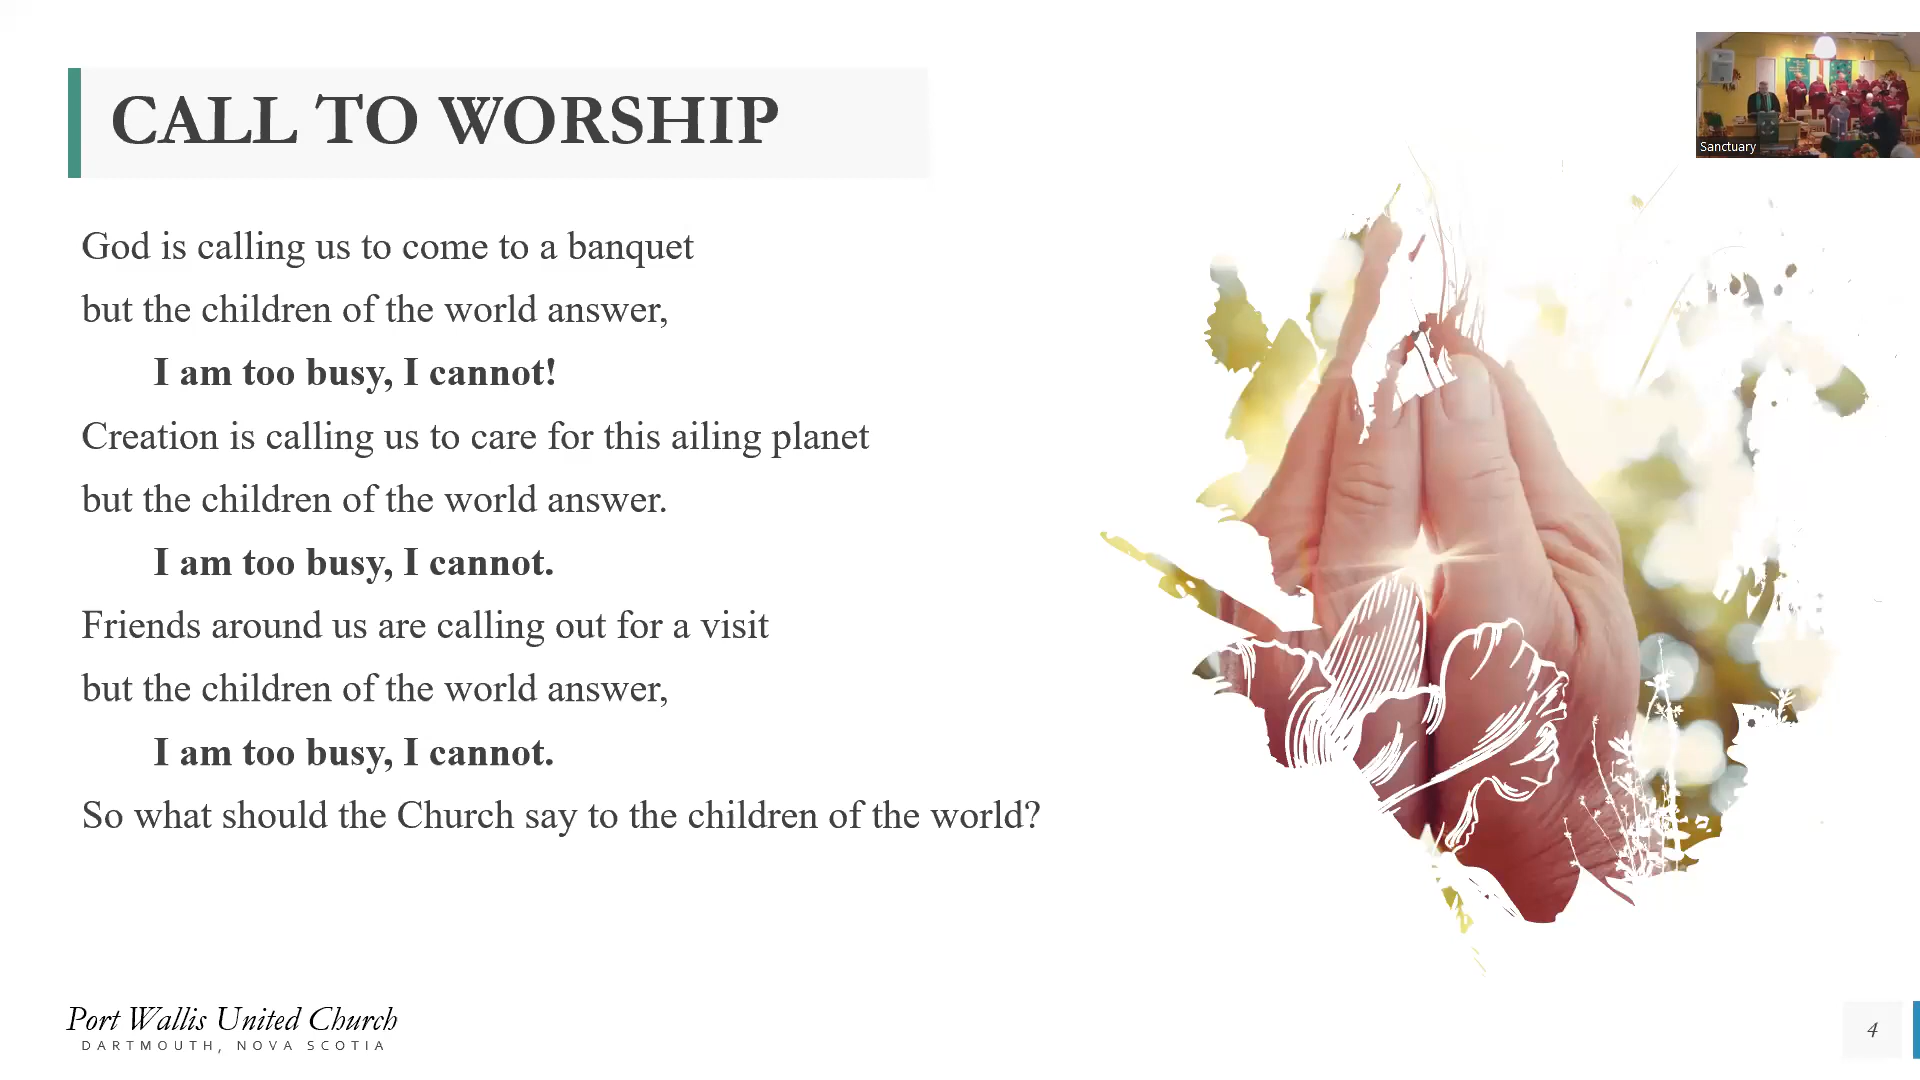 CALL TO WORSHIP
Sanctuary
God is calling us to come to a banquet
but the children of the world answer,
I am too busy, I cannot!
Creation is calling us to care for this ailing planet
but the children of the world answer.
I am too busy, I cannot.
Friends around us are calling out for a visit
but the children of the world answer,
I am too busy, I cannot.
So what should the Church say to the children of the world?
Port Wallis United Church
DARTMOUTH, NOVA SCOTIA
4